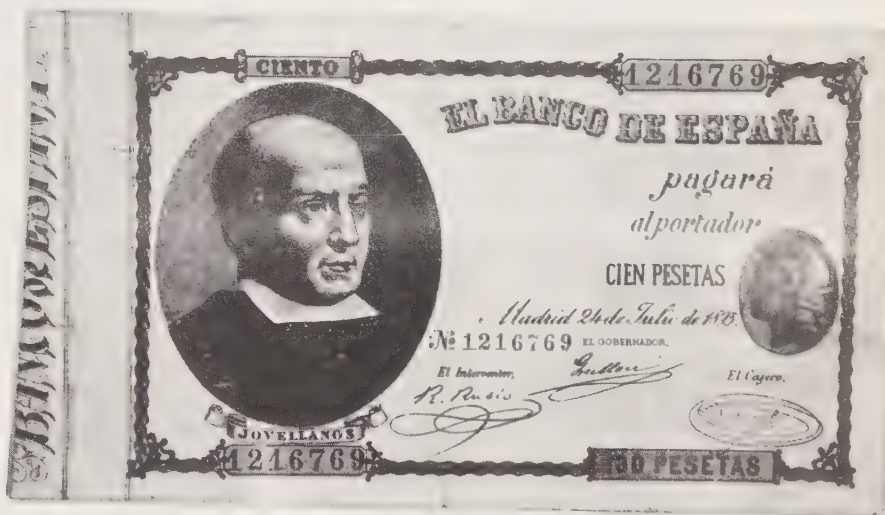 CIENTO
1216769
EL BANCO DE ESPAÑA
pagará
al portador
CIEN PESETAS
Madrid 24 de Julio de
Nº 1216769 EL GOBERNADOR,
El Interventor,
El Cajero,
JOVELLANOS
1216769
100 PESETAS